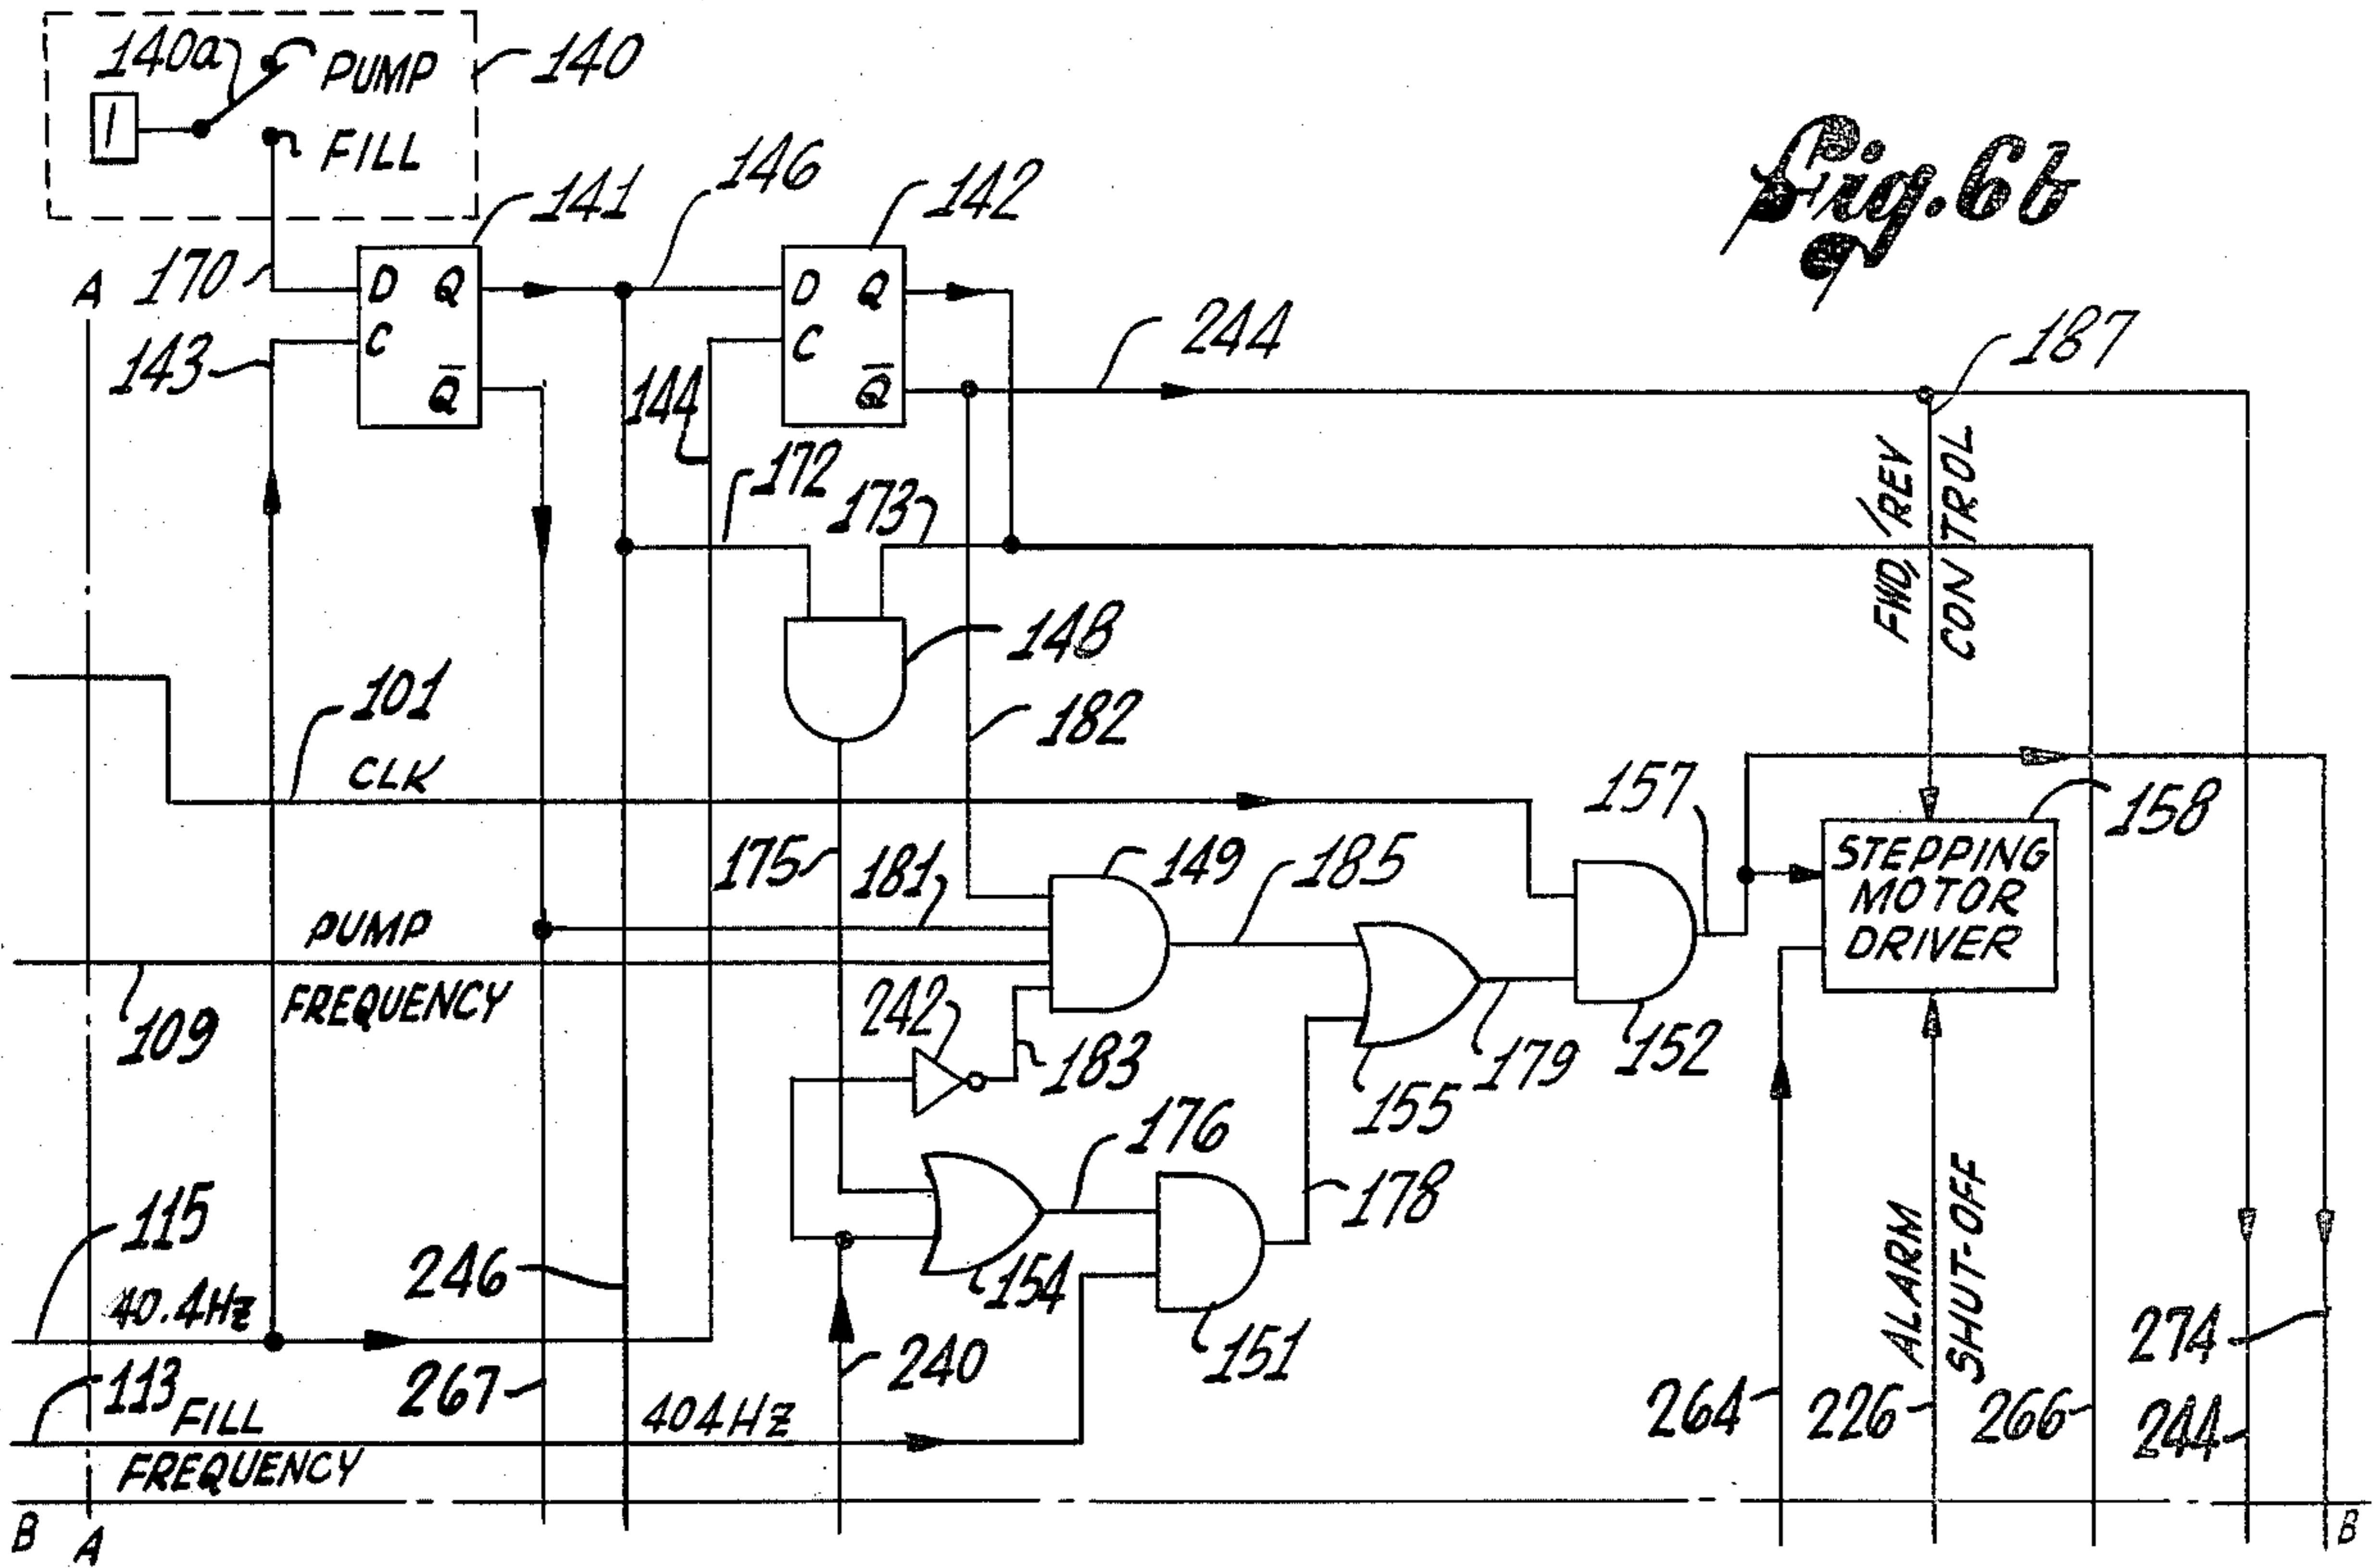 140a
PUMP
140
1
FILL
Fig. 6b
141
146
142
A
170
D Q
C
Q̅
D Q
C
Q̅
143
144
244
187
172
173
FWD/REV
CONTROL
148
101
CLK
182
157
158
STEPPING
MOTOR
DRIVER
175
181
149
185
PUMP
FREQUENCY
109
242
183
155
179
152
176
178
115
40.4Hz
246
154
151
240
267
113
FILL
FREQUENCY
404Hz
264
226
ALARM
SHUT-OFF
266
274
244
B
A
B